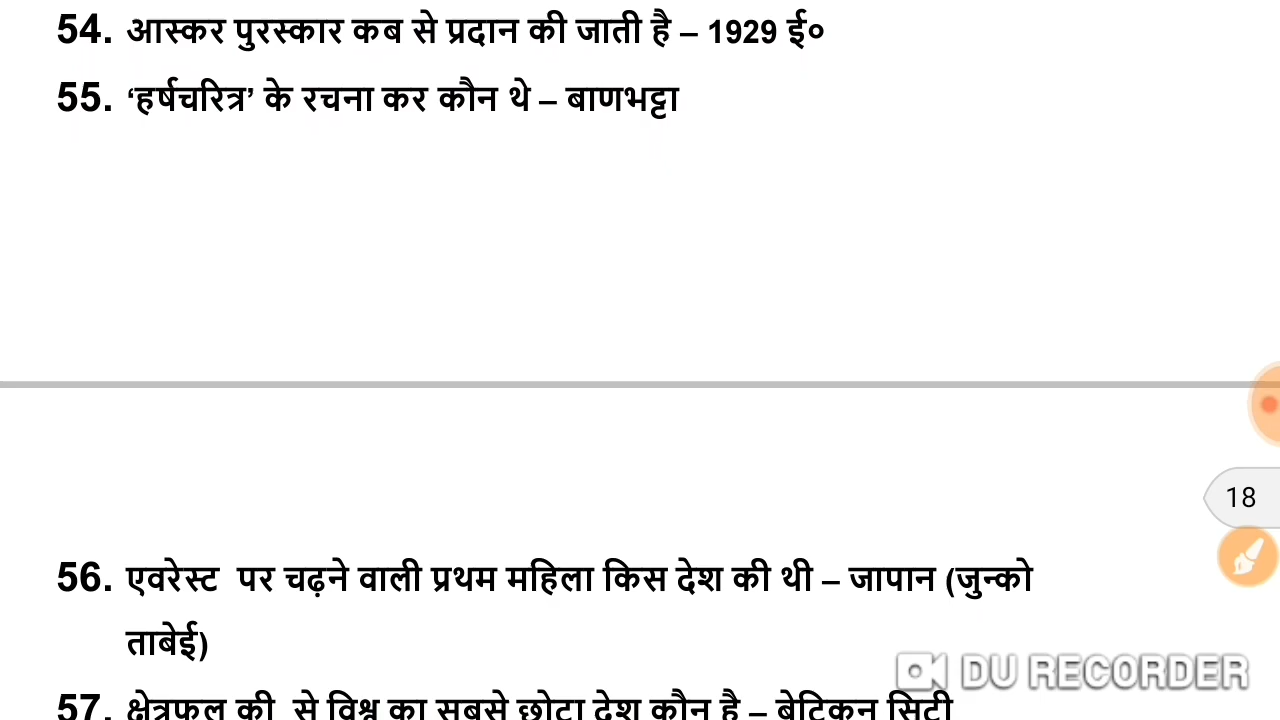 54. आस्कर पुरस्कार कब से प्रदान की जाती है – 1929 ई०
55. ‘हर्षचरित्र’ के रचना कर कौन थे – बाणभट्टा
18
56. एवरेस्ट पर चढ़ने वाली प्रथम महिला किस देश की थी – जापान (जुन्को
ताबेई)
DU RECORDER
57. क्षेत्रफल की से विश्व का सबसे छोटा देश कौन है – बेटिकन सिटी